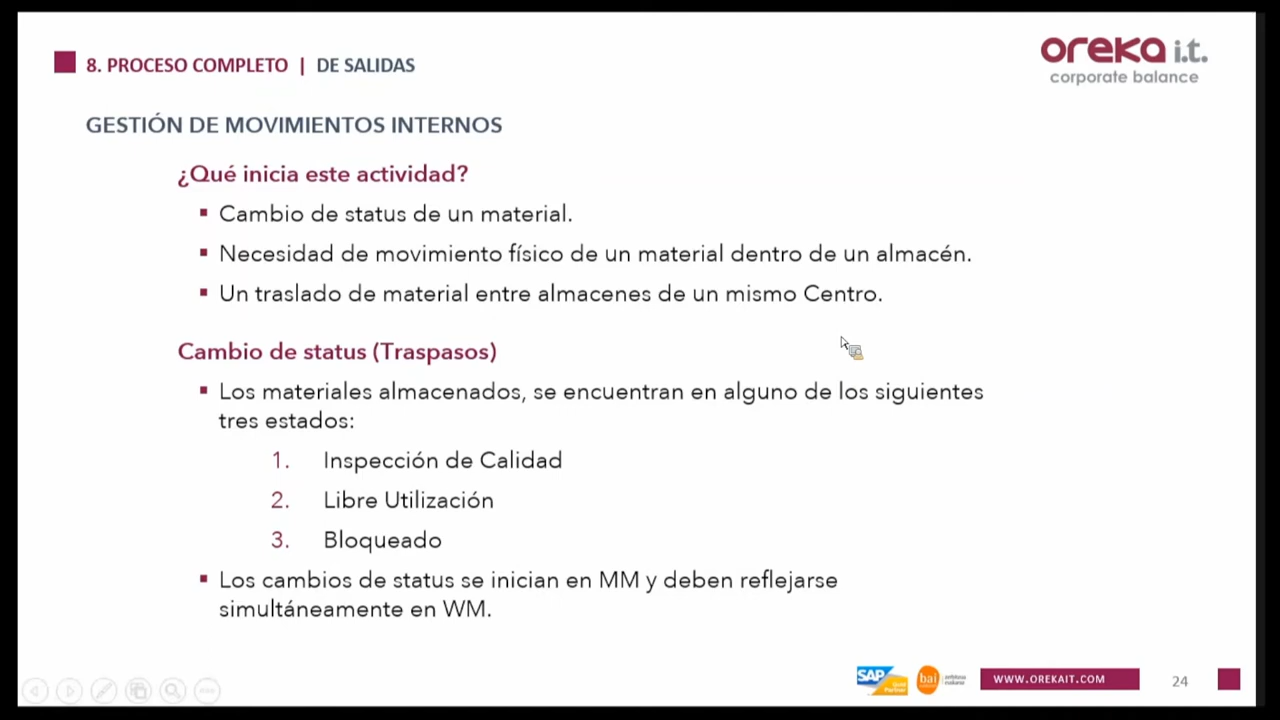 8. PROCESO COMPLETO | DE SALIDAS
oreka i.t.
corporate balance
GESTIÓN DE MOVIMIENTOS INTERNOS
¿Qué inicia este actividad?
▪ Cambio de status de un material.
▪ Necesidad de movimiento físico de un material dentro de un almacén.
▪ Un traslado de material entre almacenes de un mismo Centro.
Cambio de status (Traspasos)
▪ Los materiales almacenados, se encuentran en alguno de los siguientes
tres estados:
1. Inspección de Calidad
2. Libre Utilización
3. Bloqueado
▪ Los cambios de status se inician en MM y deben reflejarse
simultáneamente en WM.
SAP
bai
WWW.OREKAIT.COM
24